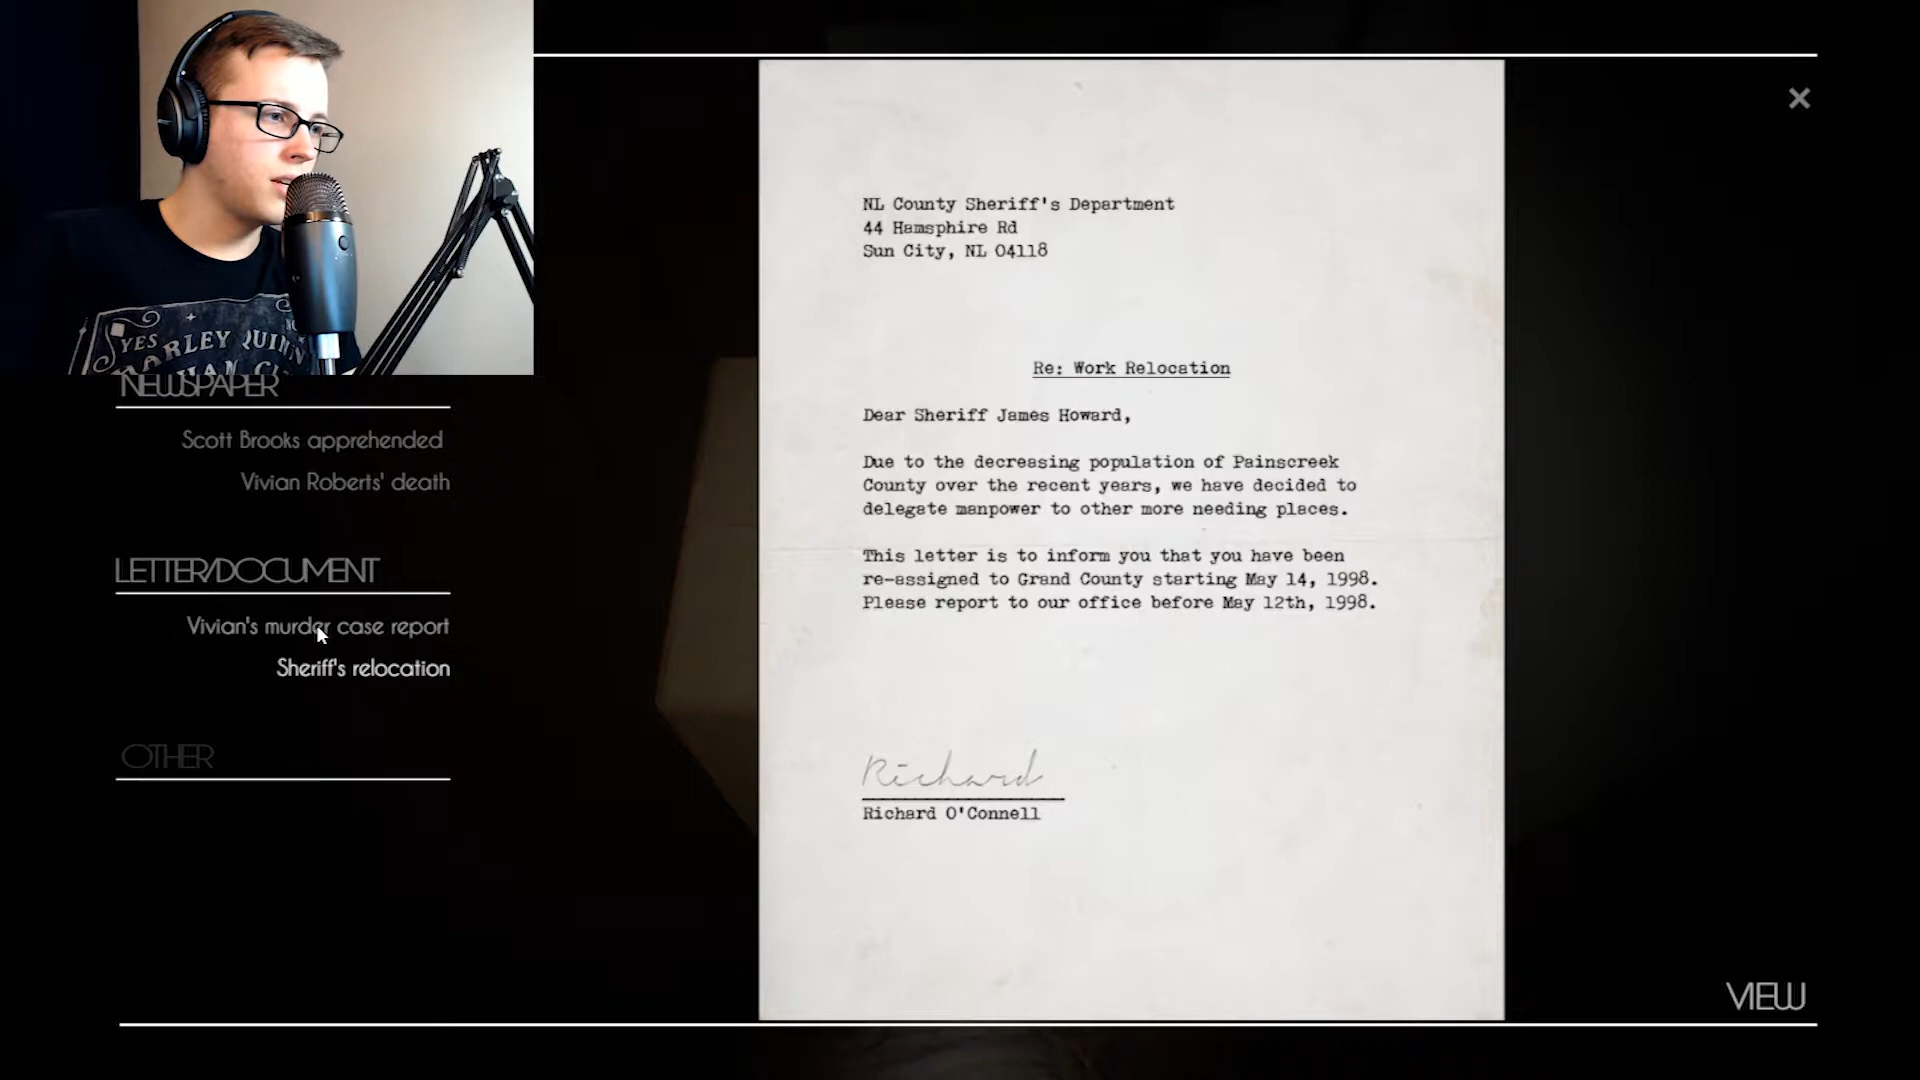 YES
NO
HARLEY QUINN
NEWSPAPER
Scott Brooks apprehended
Vivian Roberts' death
LETTER/DOCUMENT
Vivian's murder case report
Sheriff's relocation
OTHER
NL County Sheriff's Department
44 Hamsphire Rd
Sun City, NL 04118
Re: Work Relocation
Dear Sheriff James Howard,
Due to the decreasing population of Painscreek
County over the recent years, we have decided to
delegate manpower to other more needing places.
This letter is to inform you that you have been
re-assigned to Grand County starting May 14, 1998.
Please report to our office before May 12th, 1998.
Richard
Richard O'Connell
VIEW